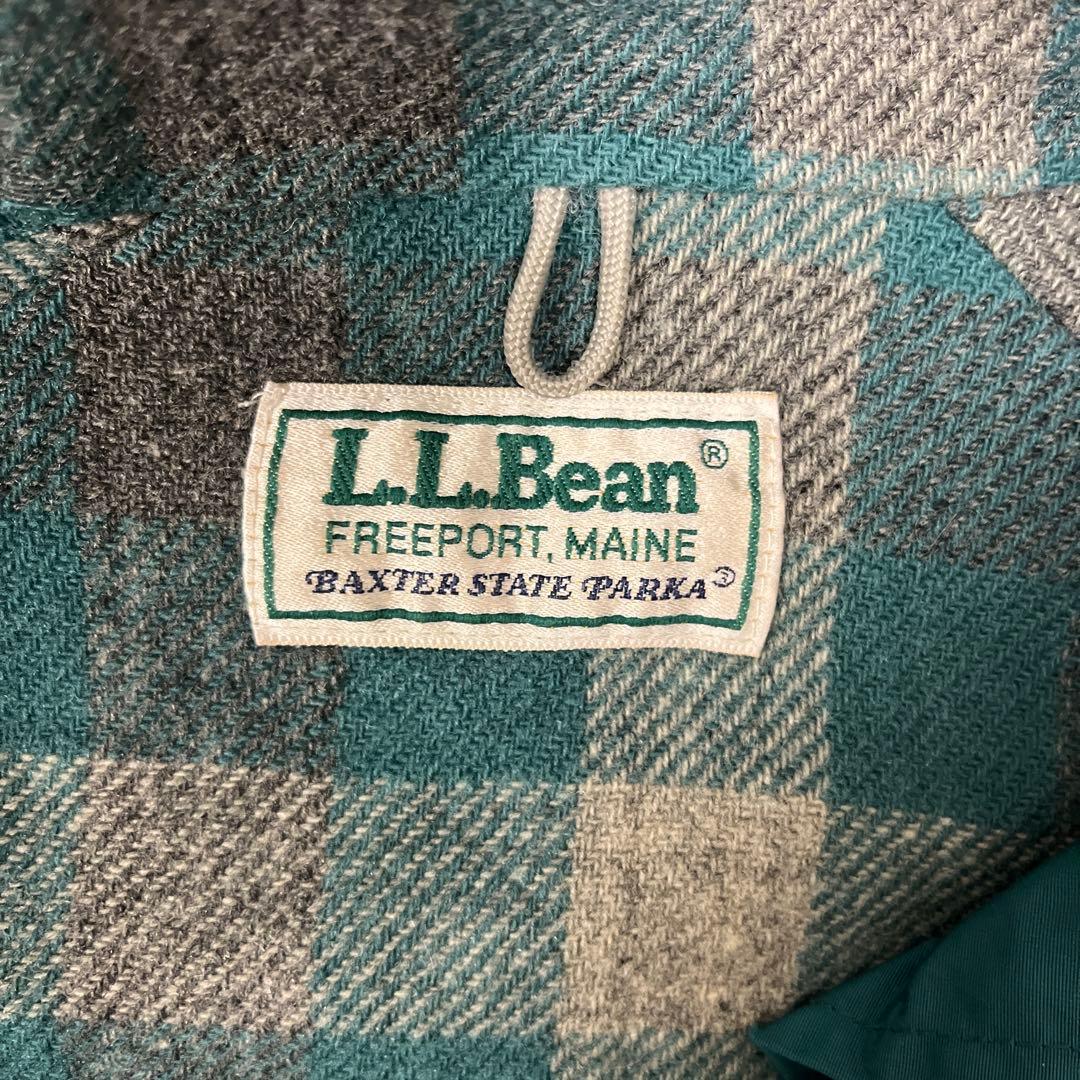 L.L.Bean®
FREEPORT, MAINE
BAXTER STATE PARKA®